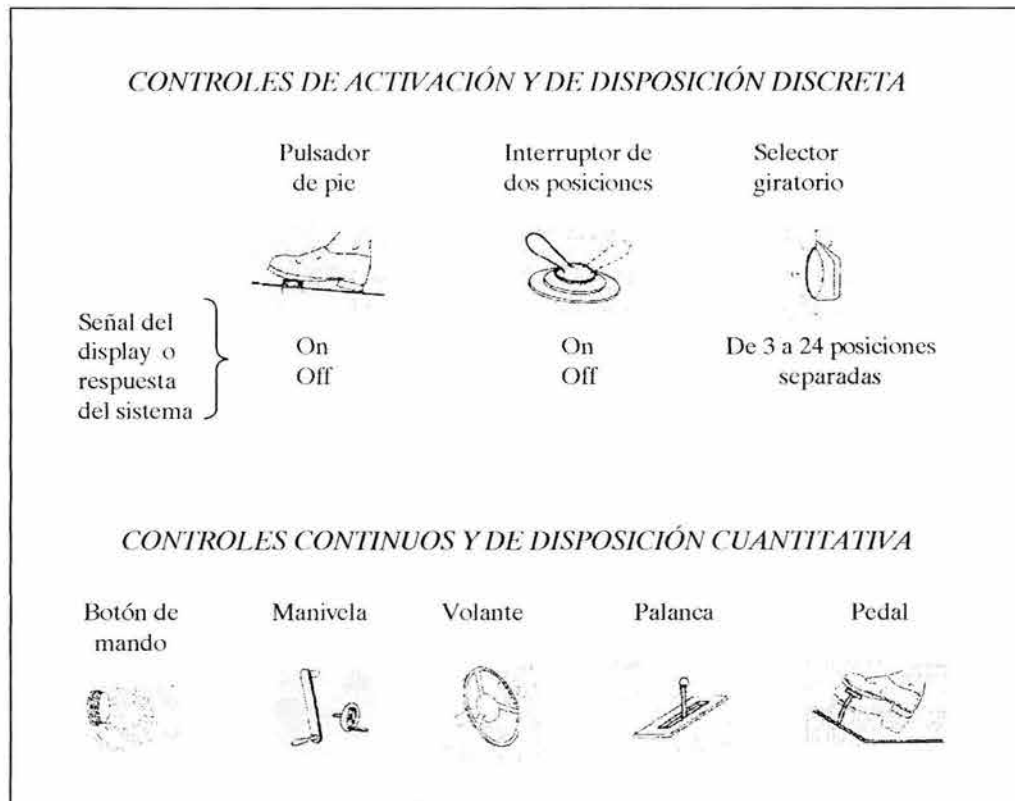 CONTROLES DE ACTIVACIÓN Y DE DISPOSICIÓN DISCRETA
Pulsador
de pie
Interruptor de
dos posiciones
Selector
giratorio
Señal del
display o
respuesta
del sistema
On
Off
On
Off
De 3 a 24 posiciones
separadas
CONTROLES CONTINUOS Y DE DISPOSICIÓN CUANTITATIVA
Botón de
mando
Manivela
Volante
Palanca
Pedal